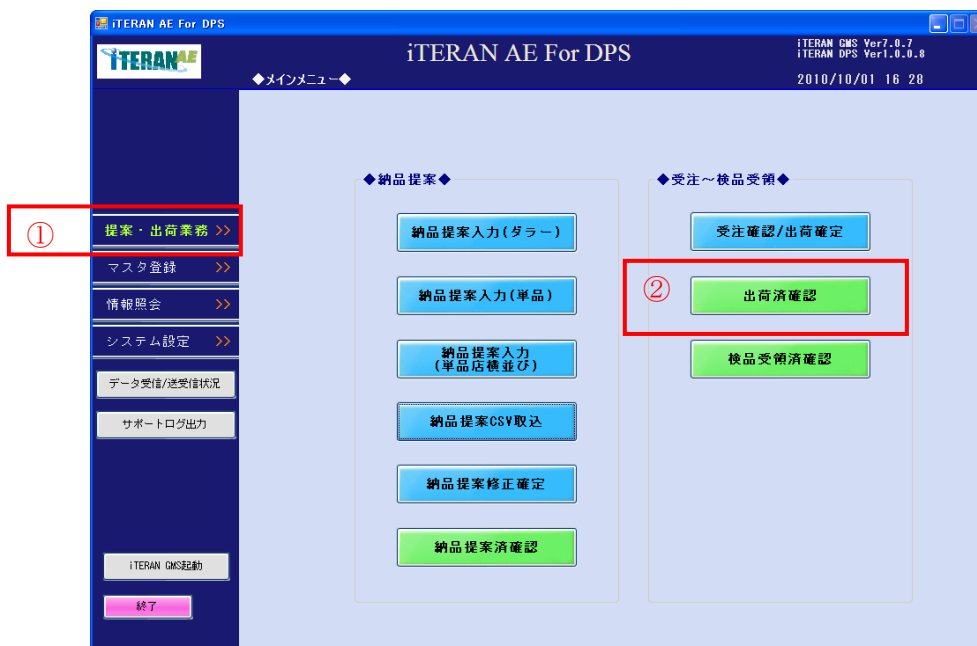 iTERAN AE For DPS
iTERAN AE
iTERAN AE For DPS
iTERAN GMS Ver7.0.7
iTERAN DPS Ver1.0.0.8
◆メインメニュー◆
2010/10/01 16 28
◆納品提案◆
◆受注～検品受領◆
①
提案・出荷業務 >>
マスタ登録 >>
情報照会 >>
システム設定 >>
データ受信/送受信状況
サポートログ出力
iTERAN GMS起動
終了
納品提案入力(ダラー)
納品提案入力(単品)
納品提案入力
(単品店横並び)
納品提案CSV取込
納品提案修正確定
納品提案済確認
受注確認/出荷確定
②
出荷済確認
検品受領済確認